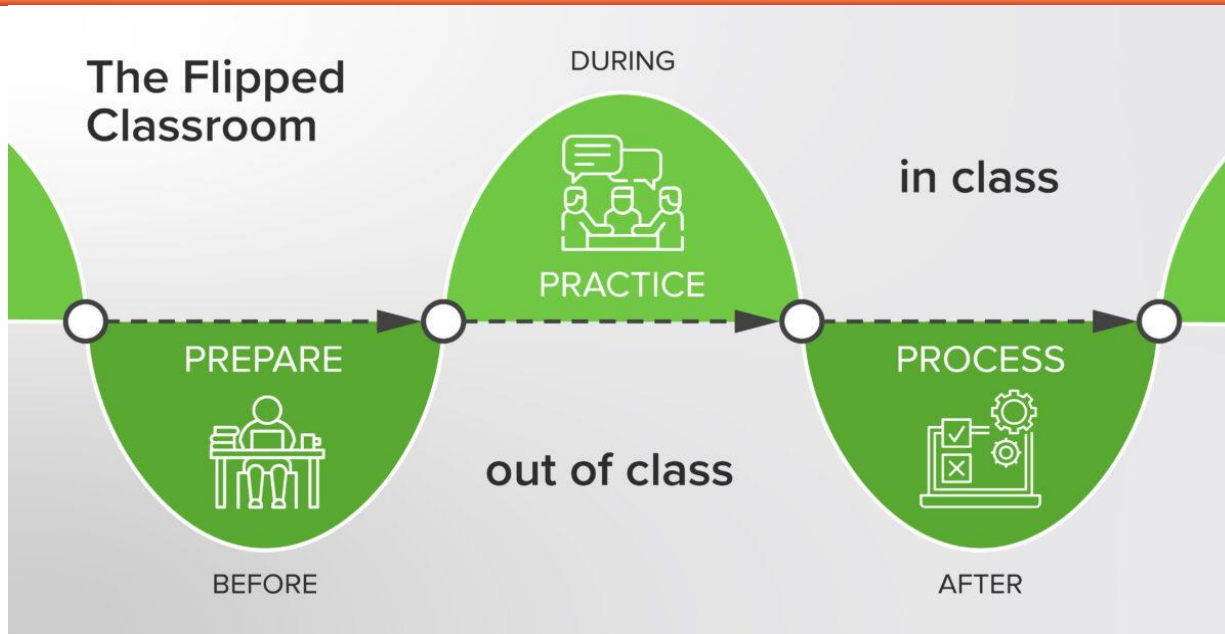 The Flipped
Classroom
DURING
in class
PRACTICE
PREPARE
PROCESS
out of class
BEFORE
AFTER